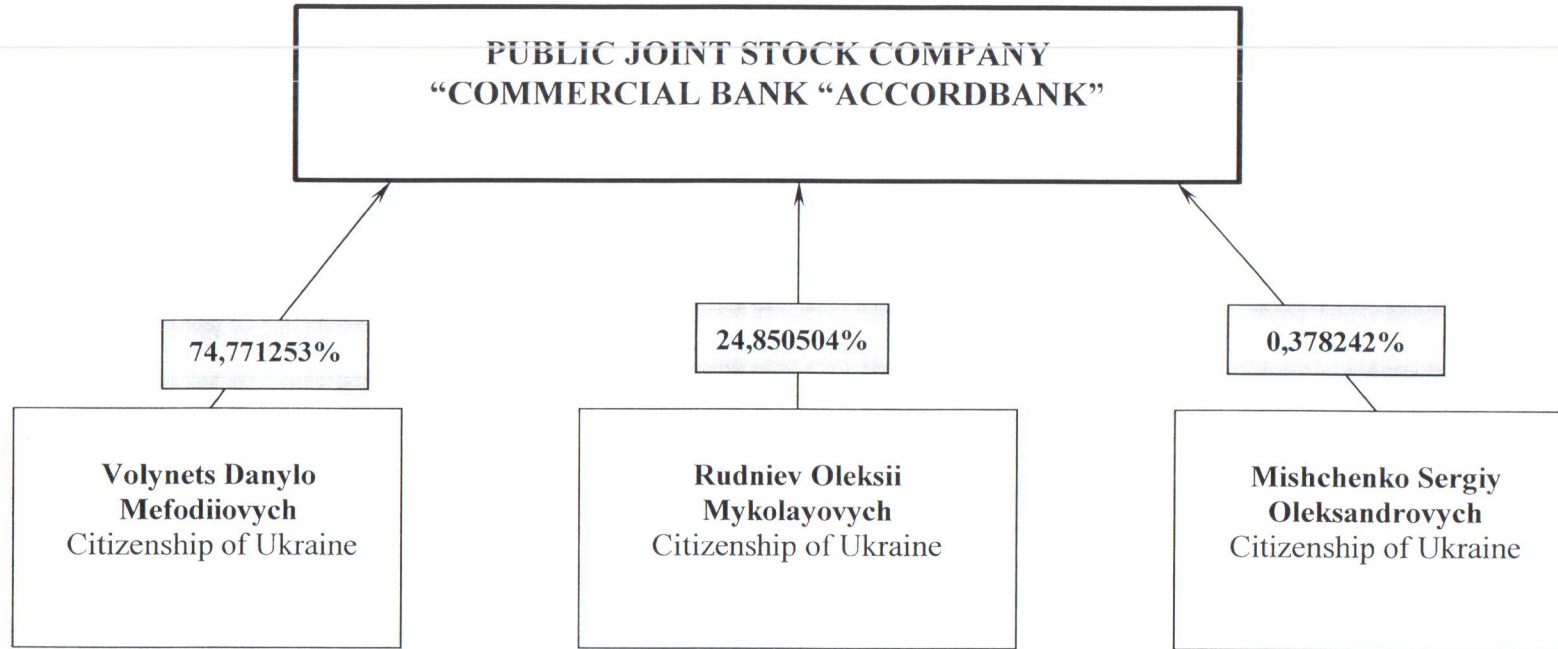 PUBLIC JOINT STOCK COMPANY
“COMMERCIAL BANK “ACCORDBANK”
74,771253%
24,850504%
0,378242%
Volynets Danylo
Mefodiiovych
Citizenship of Ukraine
Rudniev Oleksii
Mykolayovych
Citizenship of Ukraine
Mishchenko Sergiy
Oleksandrovych
Citizenship of Ukraine